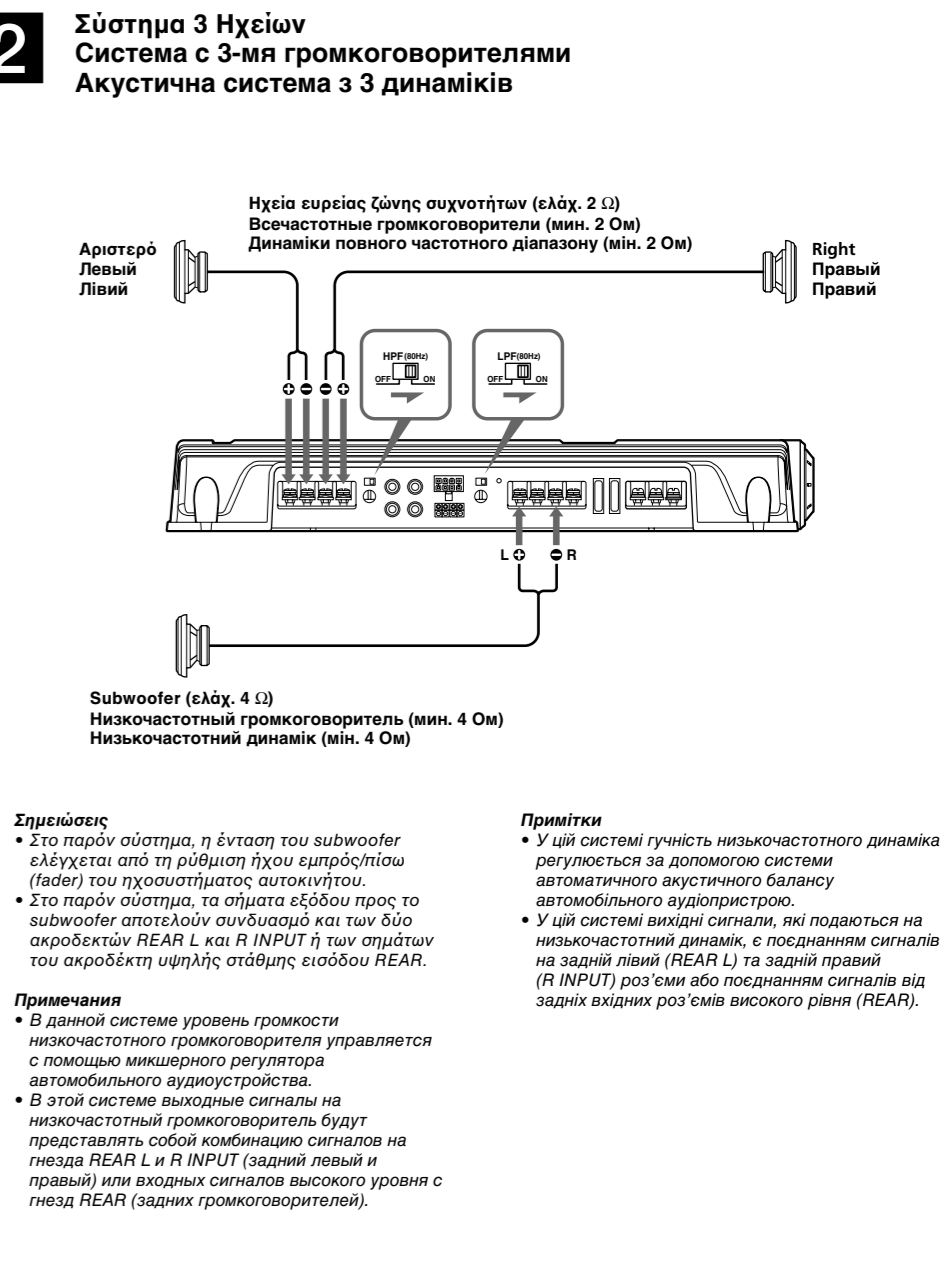 2
Σύστημα 3 Ηχείων
Система с 3-мя громкоговорителями
Акустична система з 3 динаміків
Ηχεία ευρείας ζώνης συχνοτήτων (ελάχ. 2 Ω)
Всечастотные громкоговорители (мин. 2 Ом)
Динаміки повного частотного діапазону (мін. 2 Ом)
Αριστερό
Левый
Лівий
Right
Правый
Правий
HPF(80Hz)
OFF ON
LPF(80Hz)
OFF ON
L R
Subwoofer (ελάχ. 4 Ω)
Низкочастотный громкоговоритель (мин. 4 Ом)
Низькочастотний динамік (мін. 4 Ом)
Σημειώσεις
• Στο παρόν σύστημα, η ένταση του subwoofer
ελέγχεται από τη ρύθμιση ήχου εμπρός/πίσω
(fader) του ηχοσυστήματος αυτοκινήτου.
• Στο παρόν σύστημα, τα σήματα εξόδου προς το
subwoofer αποτελούν συνδυασμό και των δύο
ακροδεκτών REAR L και R INPUT ή των σημάτων
του ακροδέκτη υψηλής στάθμης εισόδου REAR.
Примечания
• В данной системе уровень громкости
низкочастотного громкоговорителя управляется
с помощью микшерного регулятора
автомобильного аудиоустройства.
• В этой системе выходные сигналы на
низкочастотный громкоговоритель будут
представлять собой комбинацию сигналов на
гнезда REAR L и R INPUT (задний левый и
правый) или входных сигналов высокого уровня с
гнезд REAR (задних громкоговорителей).
Примітки
• У цій системі гучність низькочастотного динаміка
регулюється за допомогою системи
автоматичного акустичного балансу
автомобільного аудіопристрою.
• У цій системі вихідні сигнали, які подаються на
низькочастотний динамік, є поєднанням сигналів
на задній лівий (REAR L) та задній правий
(R INPUT) роз’єми або поєднанням сигналів від
задніх вхідних роз’ємів високого рівня (REAR).